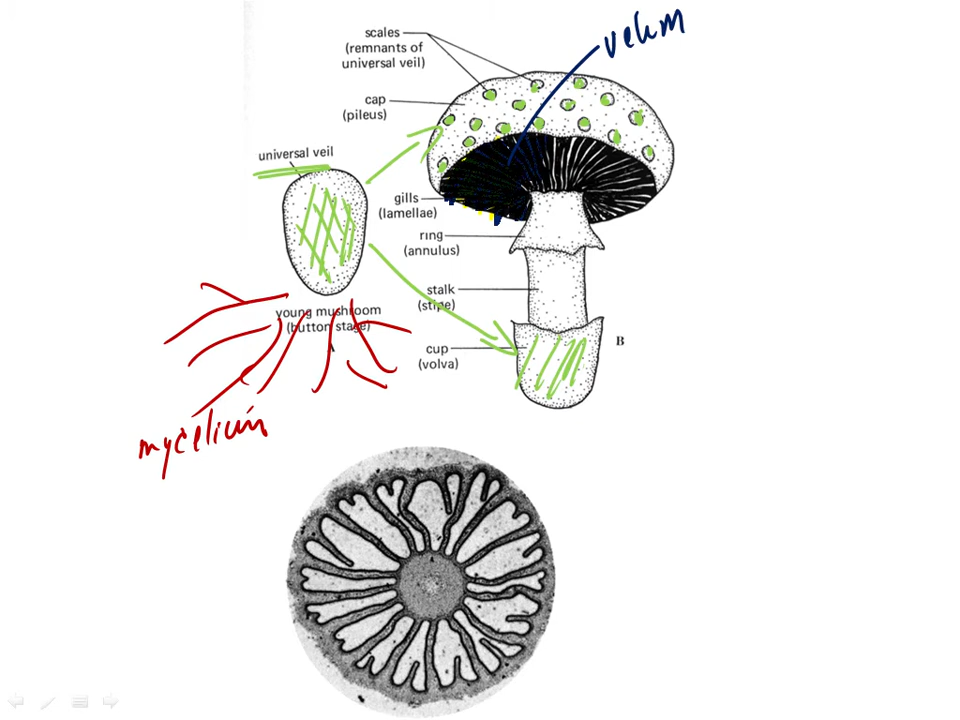 scales
(remnants of
universal veil)
velum
cap
(pileus)
universal veil
gills
(lamellae)
ring
(annulus)
stalk
(stipe)
young mushroom
(button stage)
A
B
cup
(volva)
mycelium